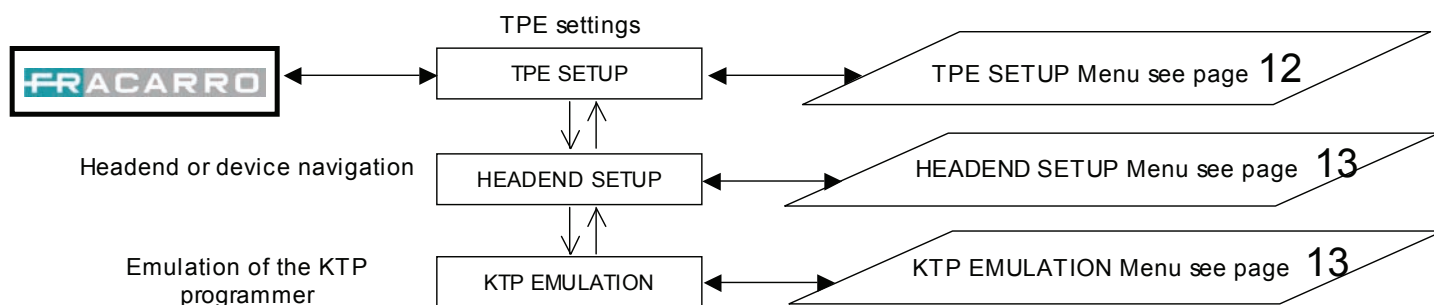 TPE settings
FRACARRO
TPE SETUP
TPE SETUP Menu see page 12
Headend or device navigation
HEADEND SETUP
HEADEND SETUP Menu see page 13
Emulation of the KTP
programmer
KTP EMULATION
KTP EMULATION Menu see page 13